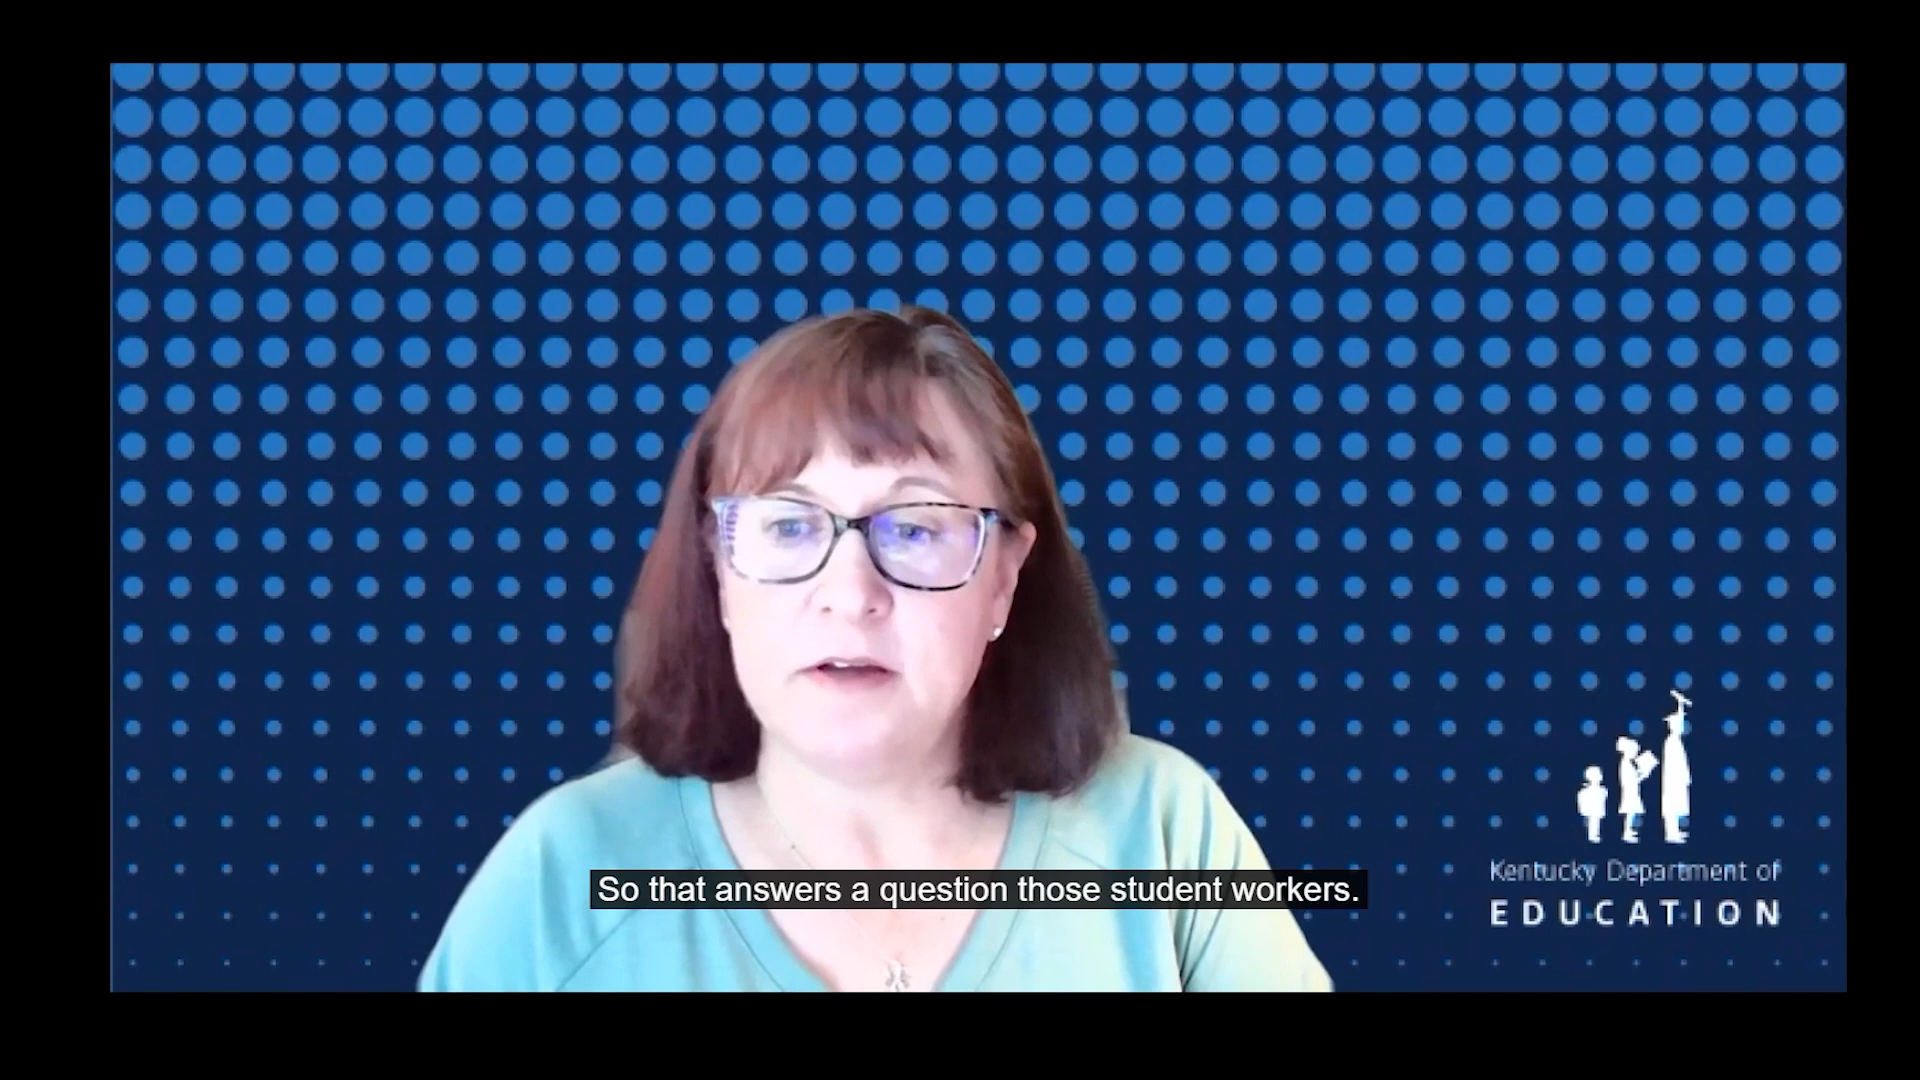 So that answers a question those student workers.
Kentucky Department of
EDUCATION